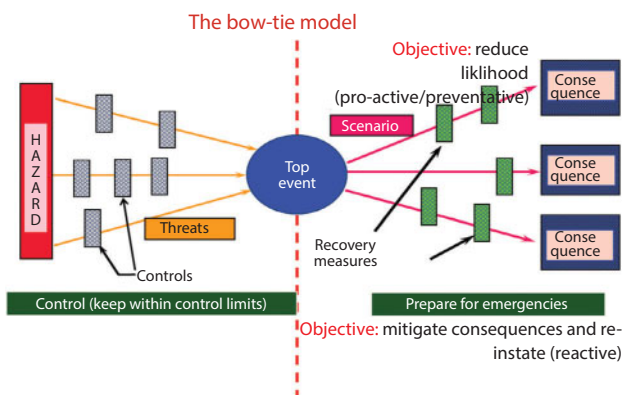 The bow-tie model
Objective: reduce
liklihood
(pro-active/preventative)
Scenario
HAZARD
Top
event
Threats
Controls
Recovery
measures
Conse
quence
Conse
quence
Conse
quence
Control (keep within control limits)
Prepare for emergencies
Objective: mitigate consequences and re-
instate (reactive)